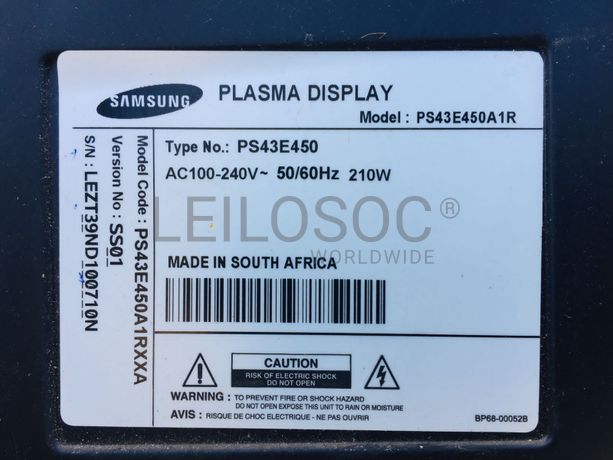 SAMSUNG
PLASMA DISPLAY
Model : PS43E450A1R
Type No.: PS43E450
AC100-240V~ 50/60Hz 210W
LEILOSOC®
WORLDWIDE
MADE IN SOUTH AFRICA
CAUTION
RISK OF ELECTRIC SHOCK
DO NOT OPEN
WARNING : TO PREVENT FIRE OR SHOCK HAZARD
DO NOT OPEN EXPOSE THIS UNIT TO RAIN OR MOISTURE
AVIS : RISQUE DE CHOC ELECTRIQUE - NE PAS OUVRIR
BP68-00052B
Model Code : PS43E450A1RXXA
Version No : SS01
S/N : LEZT39ND100710N